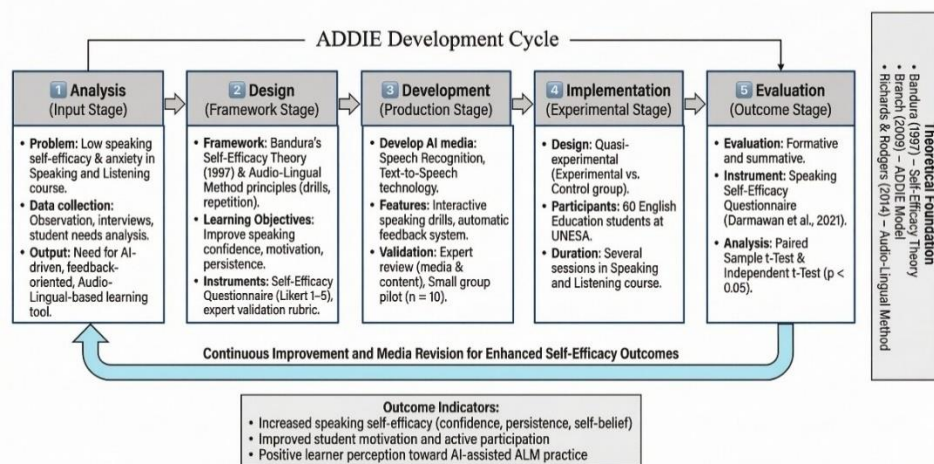 ADDIE Development Cycle
1 Analysis
(Input Stage)
• Problem: Low speaking
self-efficacy & anxiety in
Speaking and Listening
course.
• Data collection:
Observation, interviews,
student needs analysis.
• Output: Need for AI-
driven, feedback-
oriented, Audio-
Lingual-based learning
tool.
2 Design
(Framework Stage)
• Framework: Bandura's
Self-Efficacy Theory
(1997) & Audio-Lingual
Method principles (drills,
repetition).
• Learning Objectives:
Improve speaking
confidence, motivation,
persistence.
• Instruments: Self-Efficacy
Questionnaire (Likert 1–5),
expert validation rubric.
3 Development
(Production Stage)
• Develop AI media:
Speech Recognition,
Text-to-Speech
technology.
• Features: Interactive
speaking drills, automatic
feedback system.
• Validation: Expert
review (media &
content), Small group
pilot (n = 10).
4 Implementation
(Experimental Stage)
• Design: Quasi-
experimental
(Experimental vs.
Control group).
• Participants: 60 English
Education students at
UNESA.
• Duration: Several
sessions in Speaking
and Listening course.
5 Evaluation
(Outcome Stage)
• Evaluation: Formative
and summative.
• Instrument: Speaking
Self-Efficacy
Questionnaire
(Darmawan et al., 2021).
• Analysis: Paired
Sample t-Test &
Independent t-Test (p <
0.05).
Theoretical Foundation
• Bandura (1997) – Self-Efficacy Theory
• Branch (2009) – ADDIE Model
• Richards & Rodgers (2014) – Audio-Lingual Method
Continuous Improvement and Media Revision for Enhanced Self-Efficacy Outcomes
Outcome Indicators:
• Increased speaking self-efficacy (confidence, persistence, self-belief)
• Improved student motivation and active participation
• Positive learner perception toward AI-assisted ALM practice